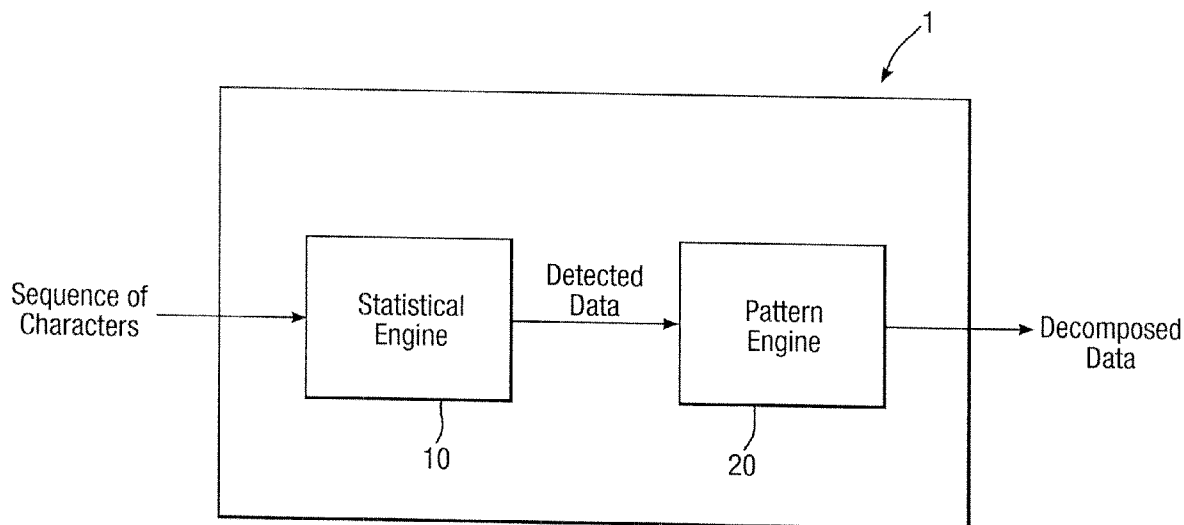 1
Sequence of
Characters
Statistical
Engine
Detected
Data
Pattern
Engine
Decomposed
Data
10
20